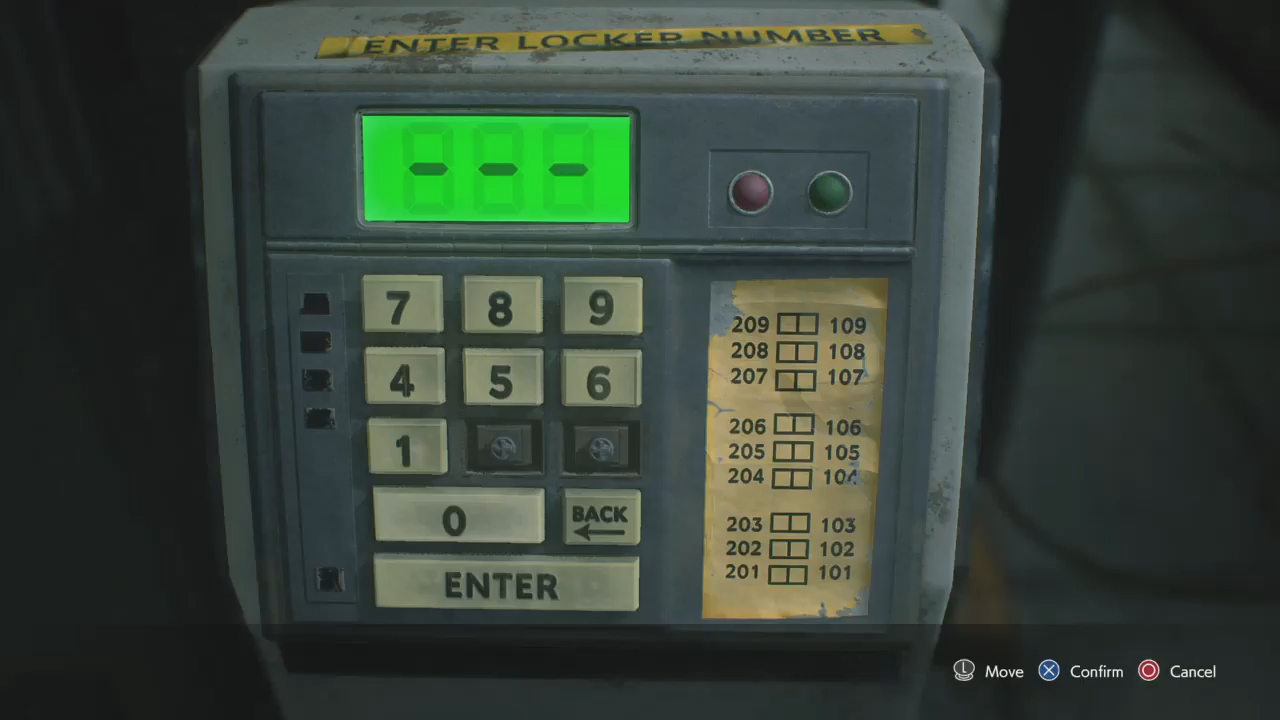 ENTER LOCKER NUMBER
- - -
7 8 9
4 5 6
1
0 BACK
ENTER
209 109
208 108
207 107
206 106
205 105
204 104
203 103
202 102
201 101
L Move Confirm Cancel